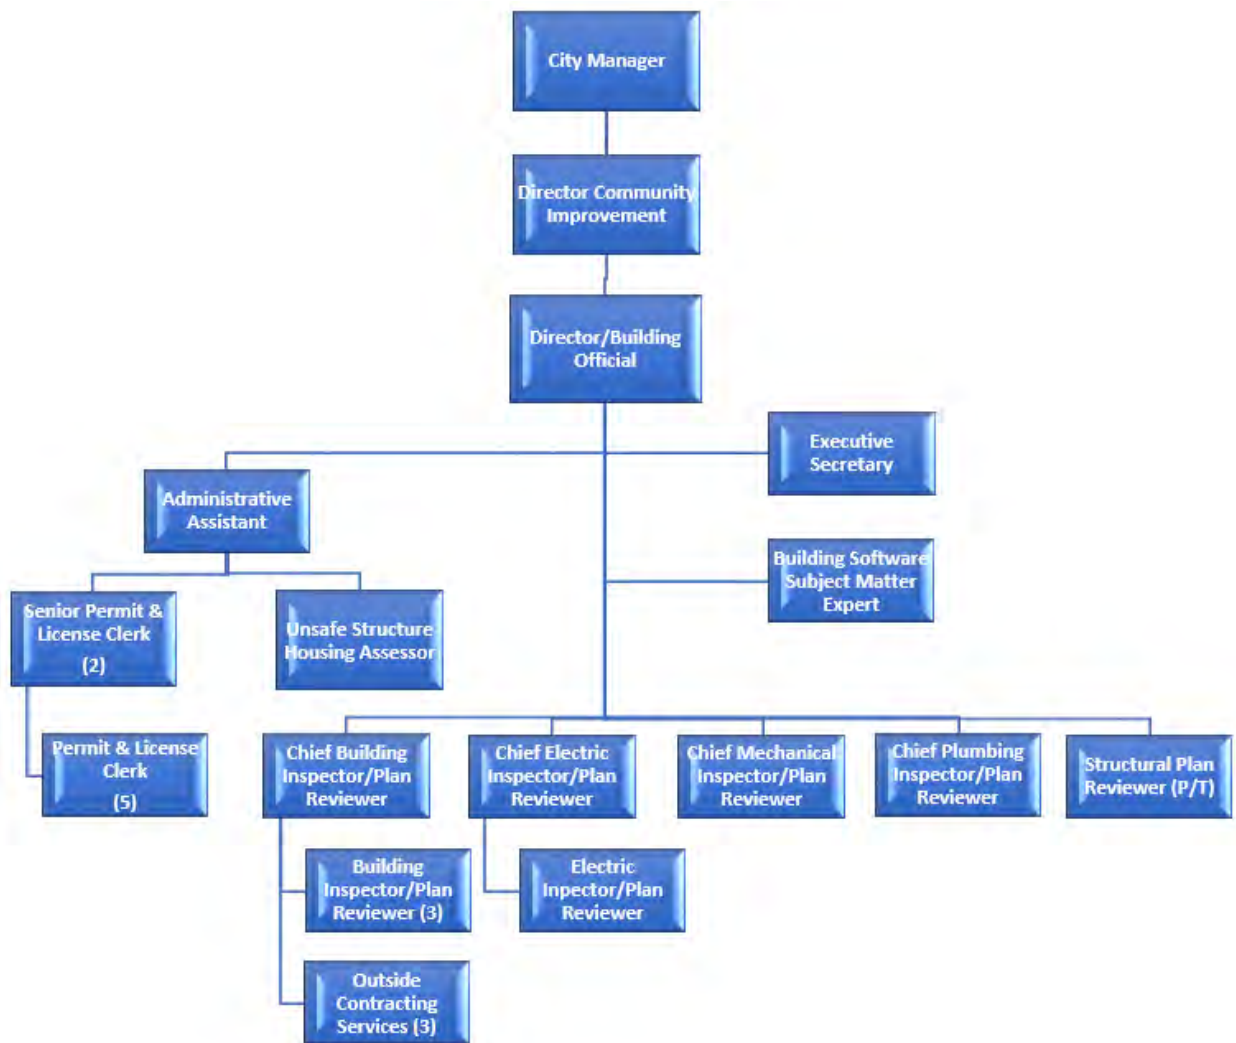 City Manager
Director Community
Improvement
Director/Building
Official
Executive
Secretary
Administrative
Assistant
Building Software
Subject Matter
Expert
Senior Permit &
License Clerk
(2)
Unsafe Structure
Housing Assessor
Permit & License
Clerk
(5)
Chief Building
Inspector/Plan
Reviewer
Chief Electric
Inspector/Plan
Reviewer
Chief Mechanical
Inspector/Plan
Reviewer
Chief Plumbing
Inspector/Plan
Reviewer
Structural Plan
Reviewer (P/T)
Building
Inspector/Plan
Reviewer (3)
Electric
Inpector/Plan
Reviewer
Outside
Contracting
Services (3)